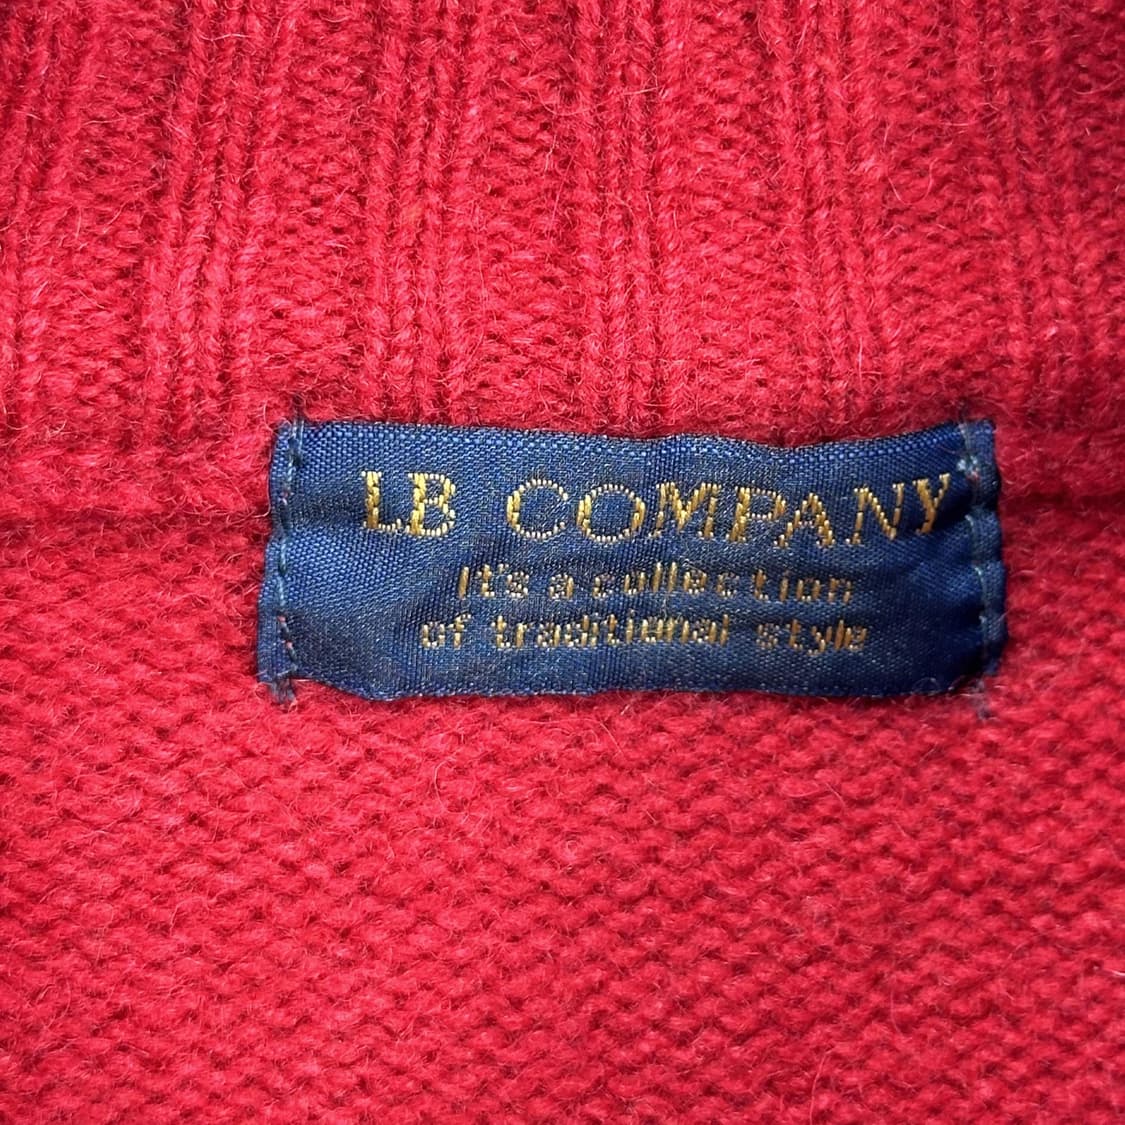 LB COMPANY
It's a collection
of traditional style